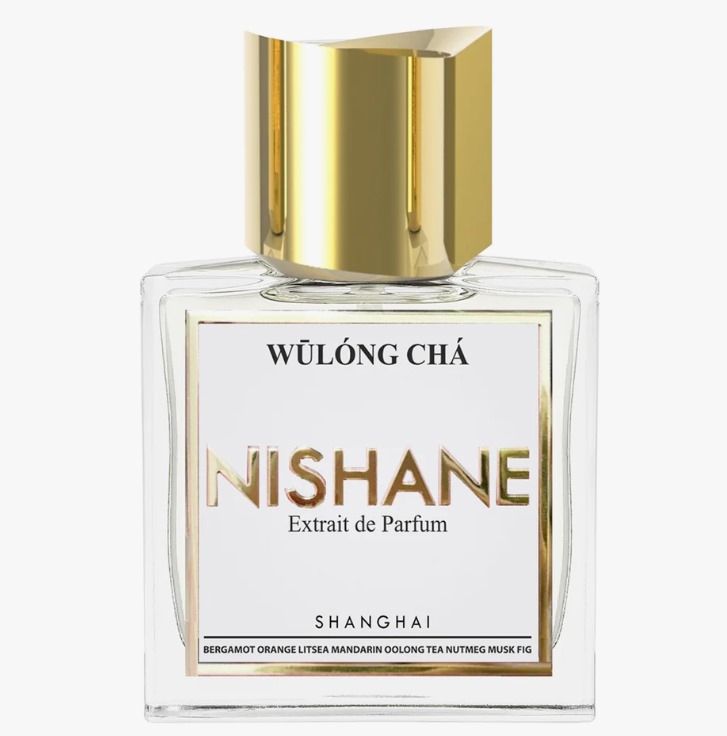 WŪLÓNG CHÁ
NISHANE
Extrait de Parfum
SHANGHAI
BERGAMOT ORANGE LITSEA MANDARIN OOLONG TEA NUTMEG MUSK FIG